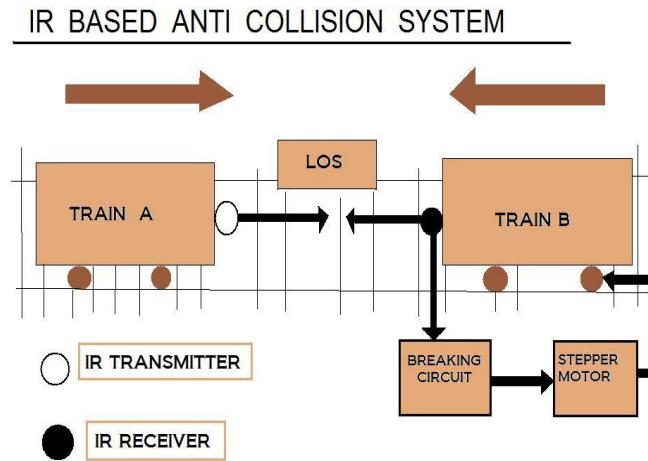 IR BASED ANTI COLLISION SYSTEM
LOS
TRAIN A
TRAIN B
IR TRANSMITTER
BREAKING
CIRCUIT
STEPPER
MOTOR
IR RECEIVER